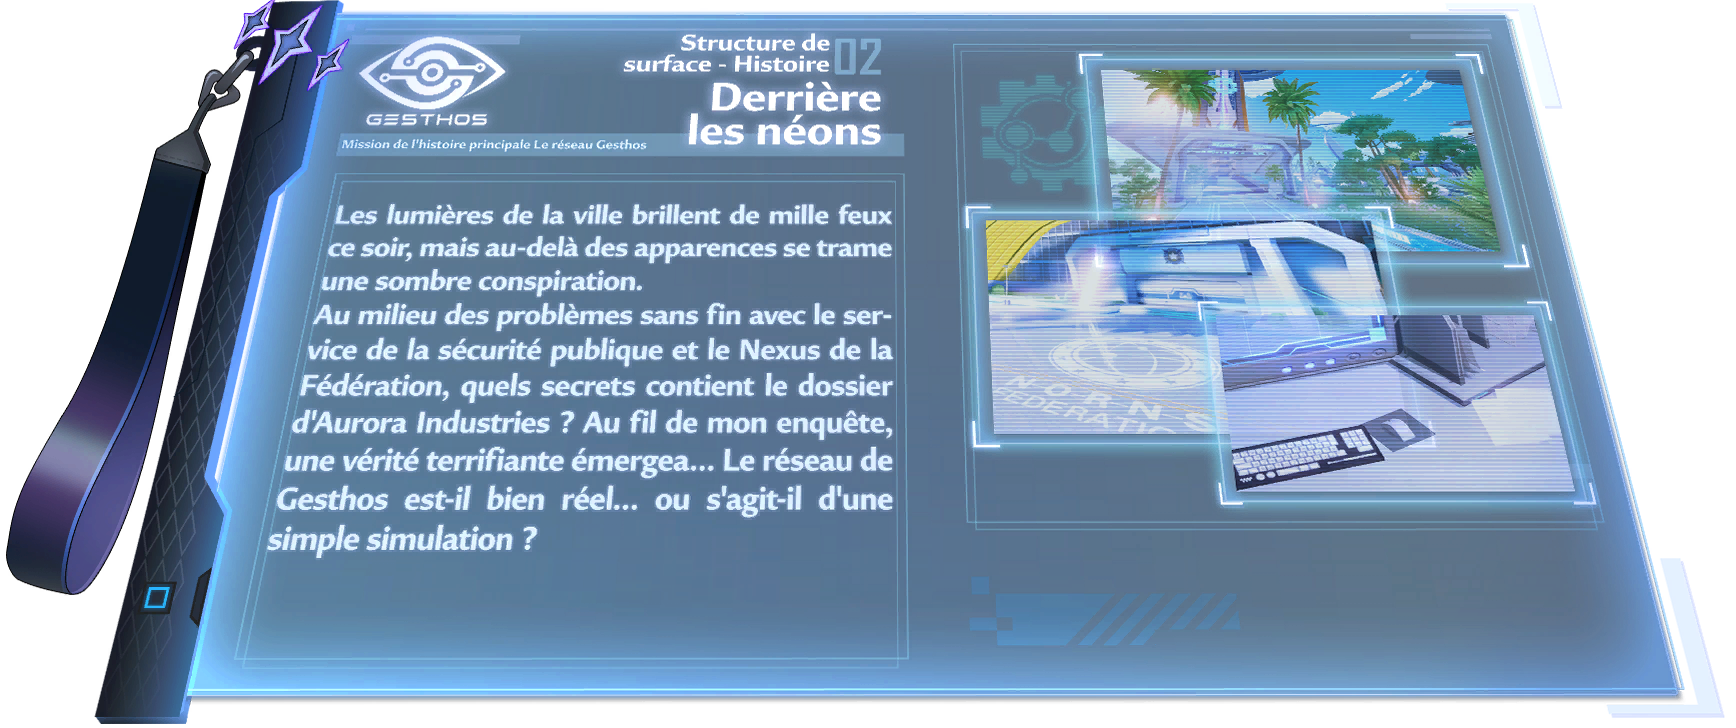 GESTHOS
Structure de
surface - Histoire 02
Derrière
les néons
Mission de l'histoire principale Le réseau Gesthos
Les lumières de la ville brillent de mille feux
ce soir, mais au-delà des apparences se trame
une sombre conspiration.
Au milieu des problèmes sans fin avec le ser-
vice de la sécurité publique et le Nexus de la
Fédération, quels secrets contient le dossier
d'Aurora Industries ? Au fil de mon enquête,
une vérité terrifiante émergea... Le réseau de
Gesthos est-il bien réel... ou s'agit-il d'une
simple simulation ?
NORNS
FEDERATIO